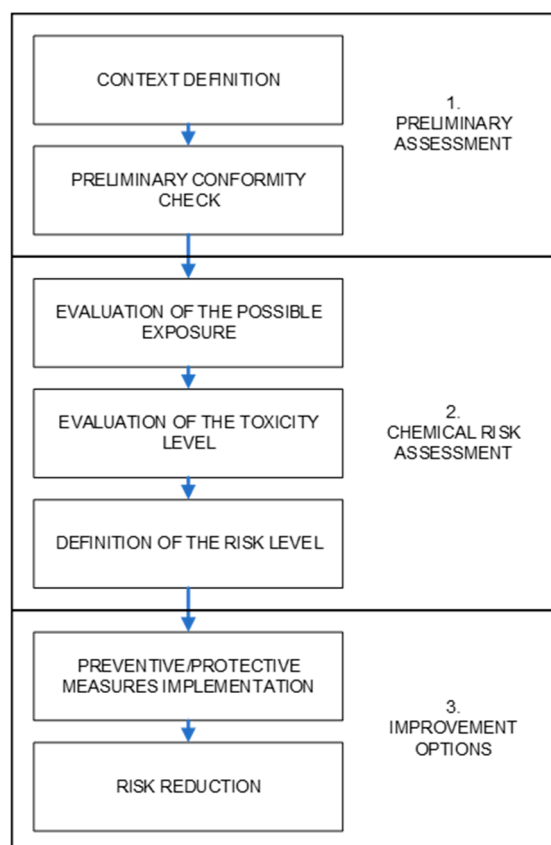 CONTEXT DEFINITION
1.
PRELIMINARY
ASSESSMENT
PRELIMINARY CONFORMITY
CHECK
EVALUATION OF THE POSSIBLE
EXPOSURE
EVALUATION OF THE TOXICITY
LEVEL
2.
CHEMICAL RISK
ASSESSMENT
DEFINITION OF THE RISK LEVEL
PREVENTIVE/PROTECTIVE
MEASURES IMPLEMENTATION
3.
IMPROVEMENT
OPTIONS
RISK REDUCTION